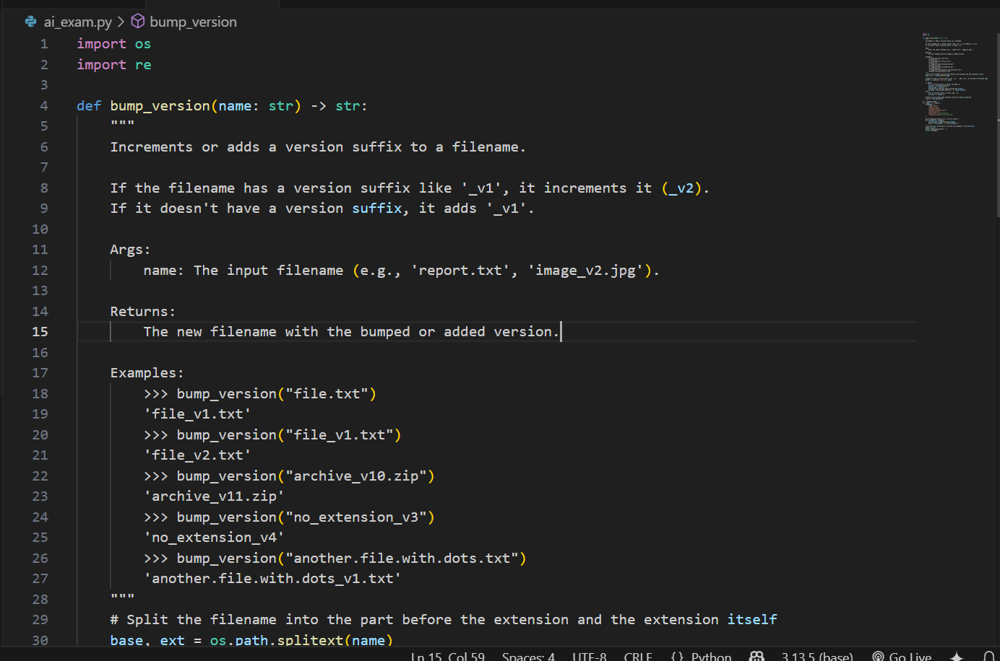 ai_exam.py > bump_version
1 import os
2 import re
3
4 def bump_version(name: str) -> str:
5 """
6 Increments or adds a version suffix to a filename.
7
8 If the filename has a version suffix like '_v1', it increments it (_v2).
9 If it doesn't have a version suffix, it adds '_v1'.
10
11 Args:
12 name: The input filename (e.g., 'report.txt', 'image_v2.jpg').
13
14 Returns:
15 The new filename with the bumped or added version.
16
17 Examples:
18 >>> bump_version("file.txt")
19 'file_v1.txt'
20 >>> bump_version("file_v1.txt")
21 'file_v2.txt'
22 >>> bump_version("archive_v10.zip")
23 'archive_v11.zip'
24 >>> bump_version("no_extension_v3")
25 'no_extension_v4'
26 >>> bump_version("another.file.with.dots.txt")
27 'another.file.with.dots_v1.txt'
28 """
29 # Split the filename into the part before the extension and the extension itself
30 base, ext = os.path.splitext(name)
Ln 15, Col 59 Spaces: 4 UTF-8 CRLF {} Python 3.13.5 (base) Go Live